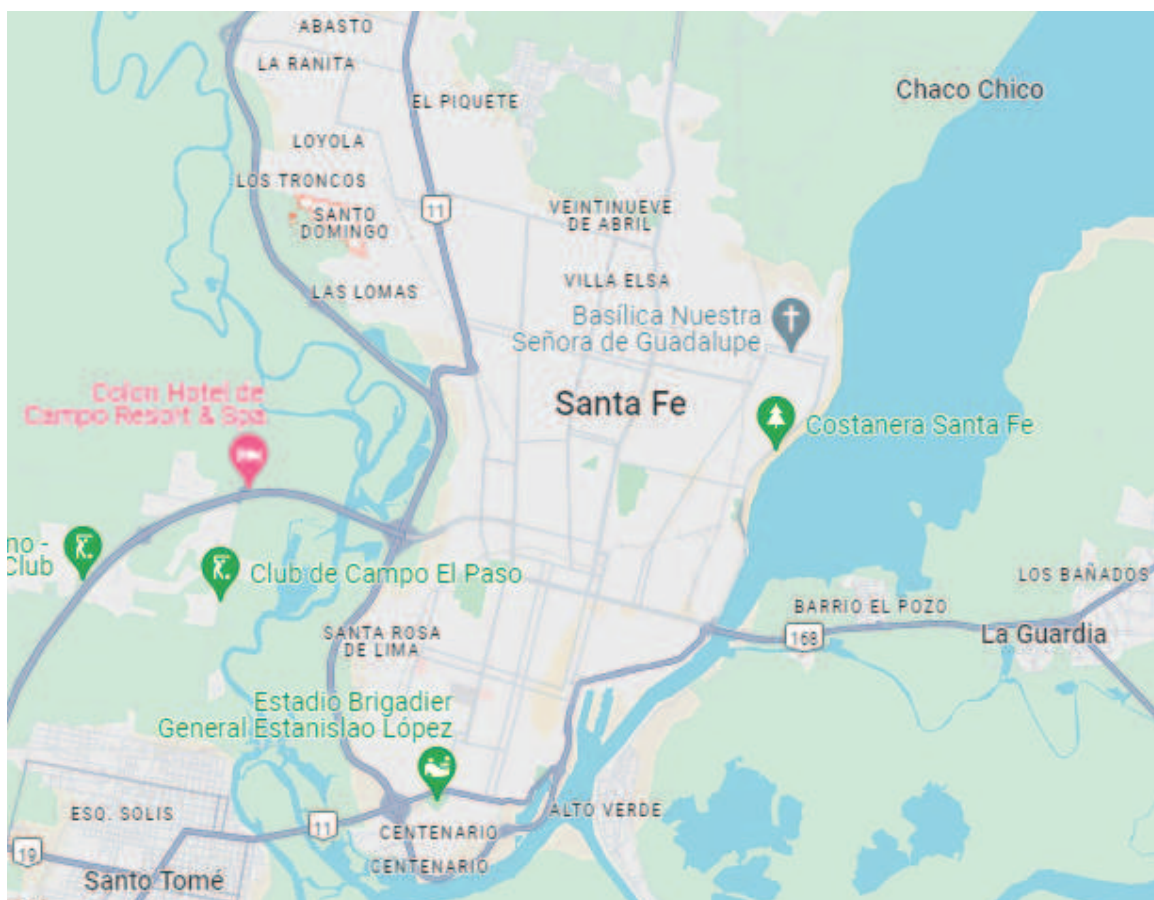 ABASTO
LA RANITA
Chaco Chico
EL PIQUETE
LOYOLA
LOS TRONCOS
SANTO
DOMINGO
11
VEINTINUEVE
DE ABRIL
VILLA ELSA
LAS LOMAS
Basílica Nuestra
Señora de Guadalupe
Colon Hotel de
Campo Resort & Spa
Santa Fe
Costanera Santa Fe
no -
Club
Club de Campo El Paso
LOS BAÑADOS
BARRIO EL POZO
168
La Guardia
SANTA ROSA
DE LIMA
Estadio Brigadier
General Estanislao López
ESQ. SOLIS
11
ALTO VERDE
CENTENARIO
19
CENTENARIO
Santo Tomé